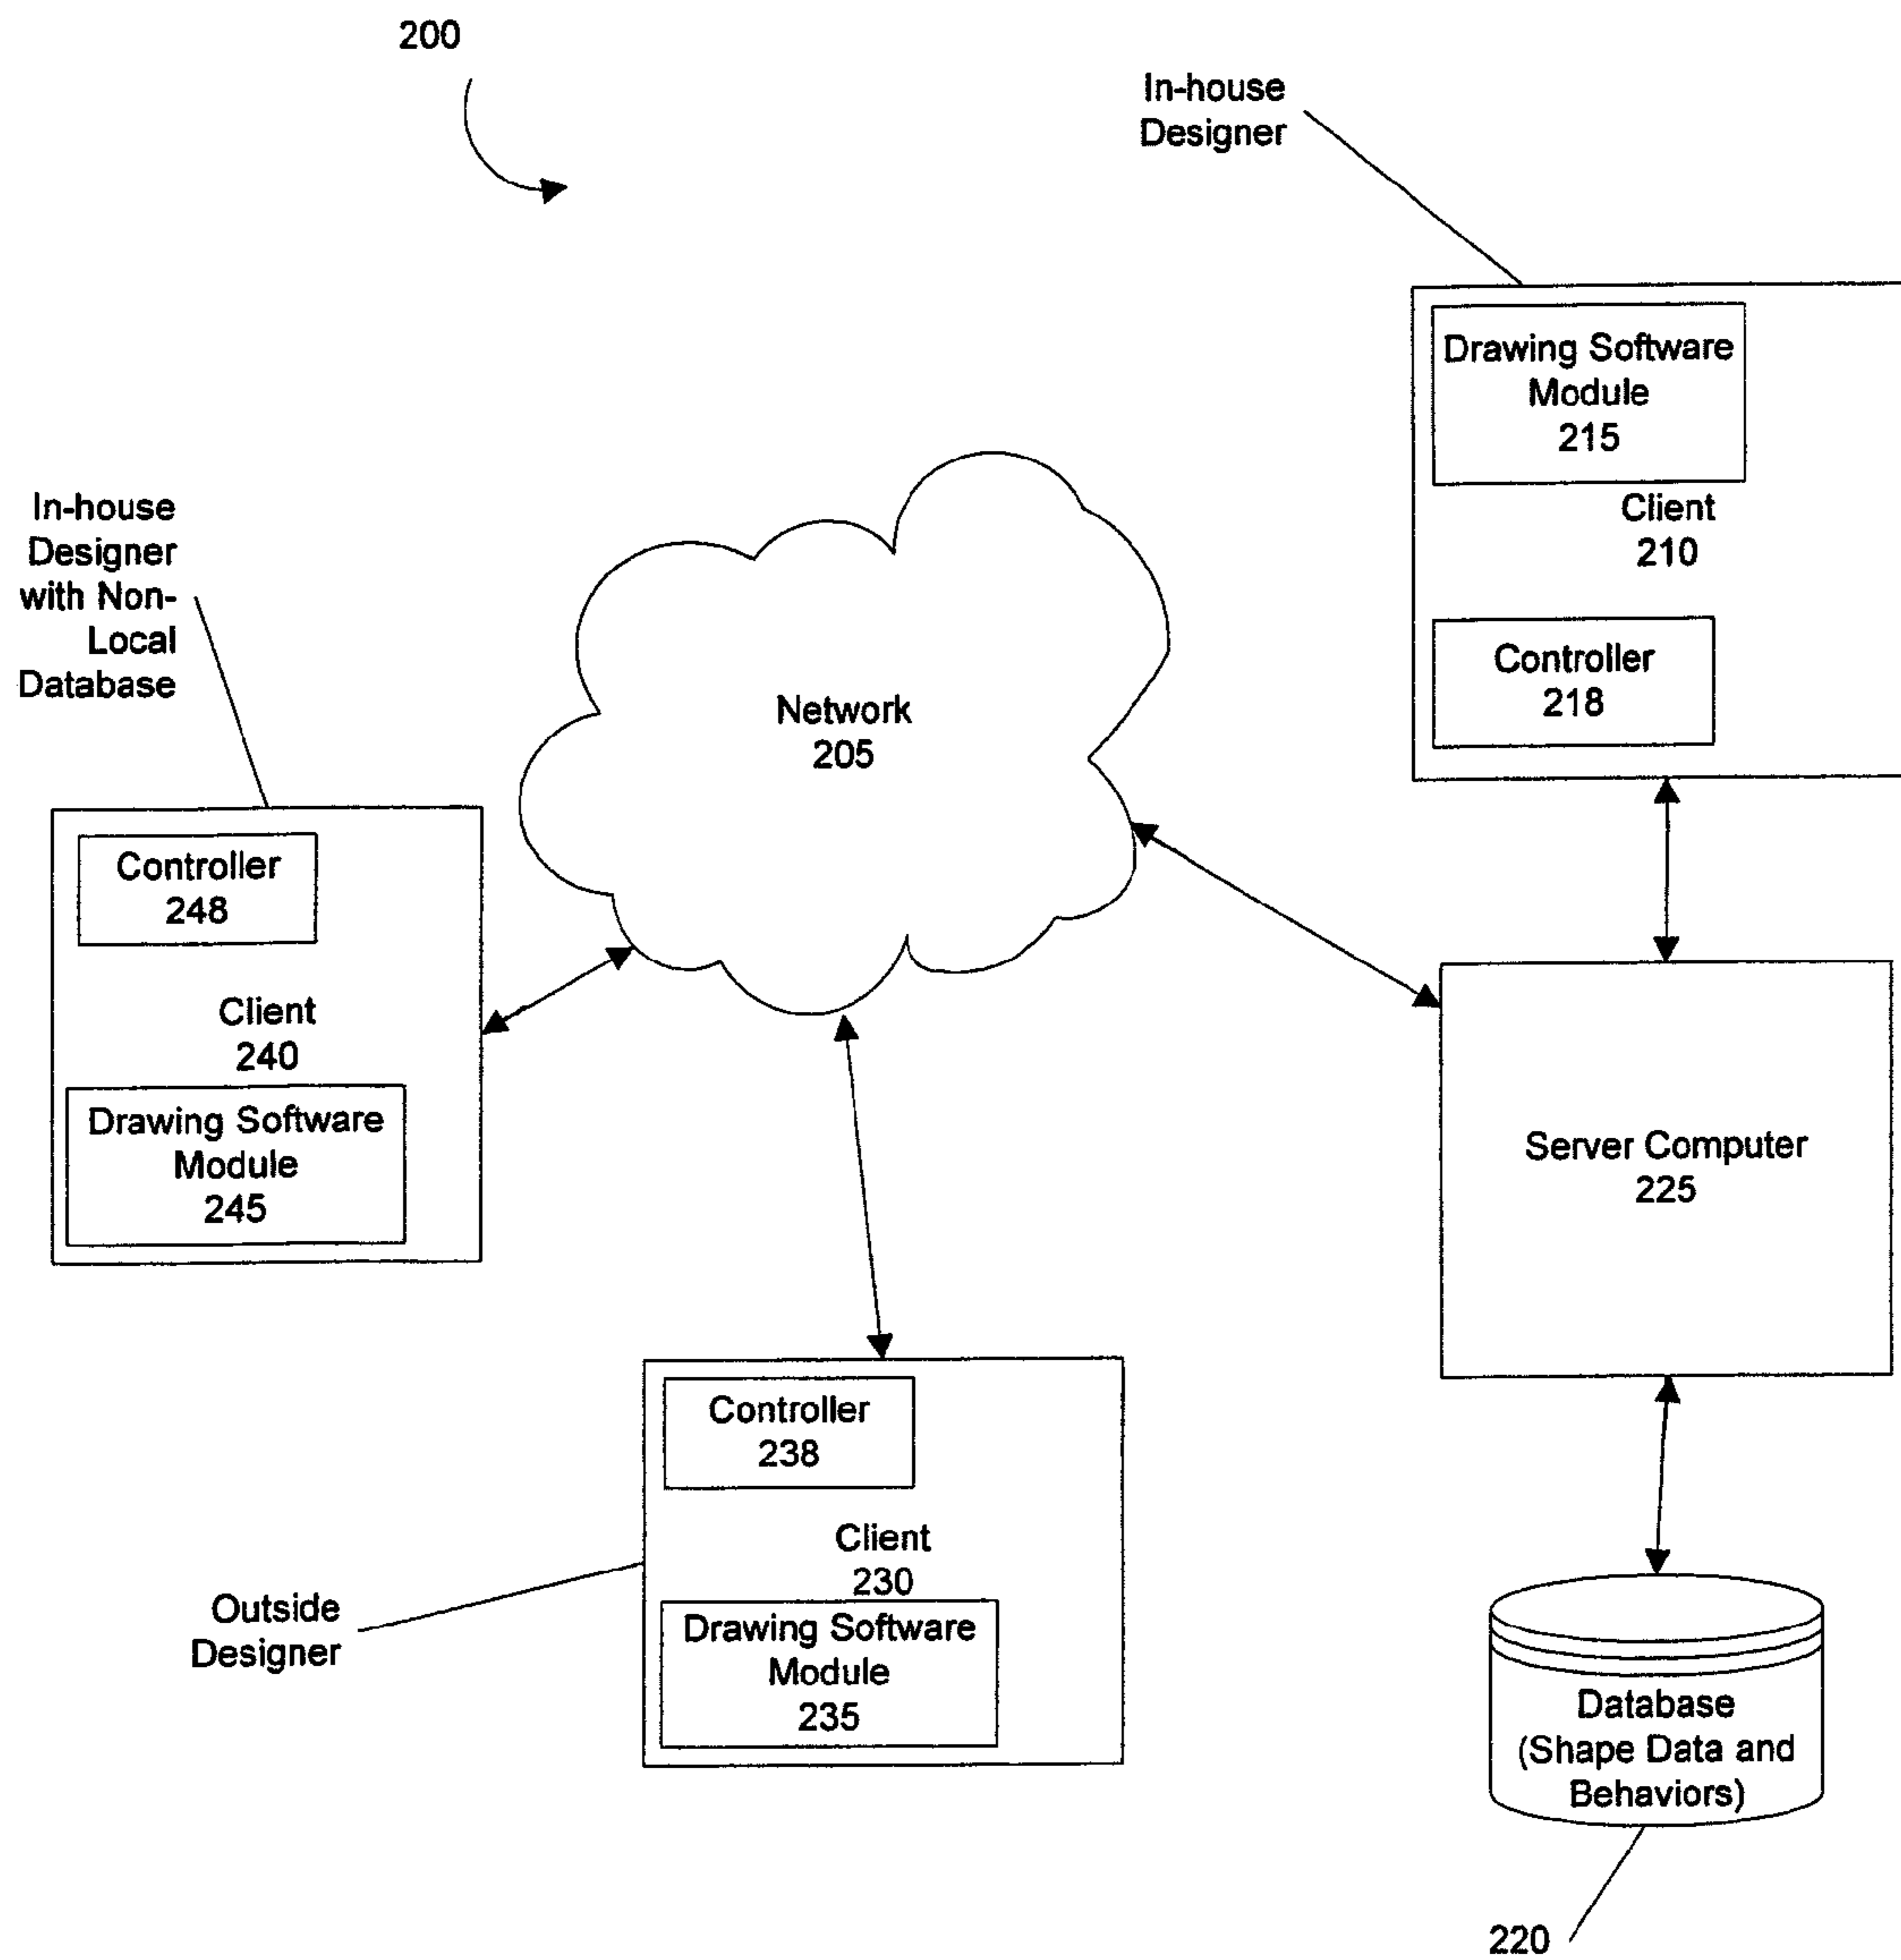 200
In-house
Designer
Drawing Software
Module
215
Client
210
Controller
218
In-house
Designer
with Non-
Local
Database
Network
205
Controller
248
Client
240
Drawing Software
Module
245
Server Computer
225
Controller
238
Client
230
Drawing Software
Module
235
Outside
Designer
Database
(Shape Data and
Behaviors)
220